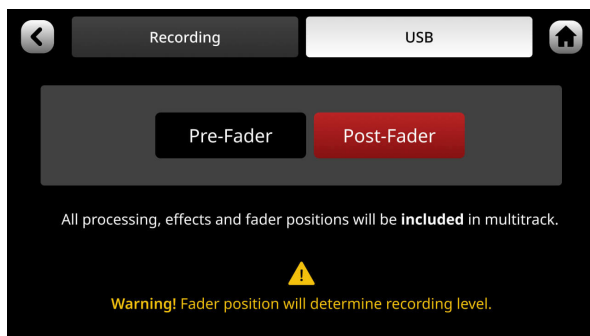 Recording
USB
Pre-Fader
Post-Fader
All processing, effects and fader positions will be included in multitrack.
Warning! Fader position will determine recording level.